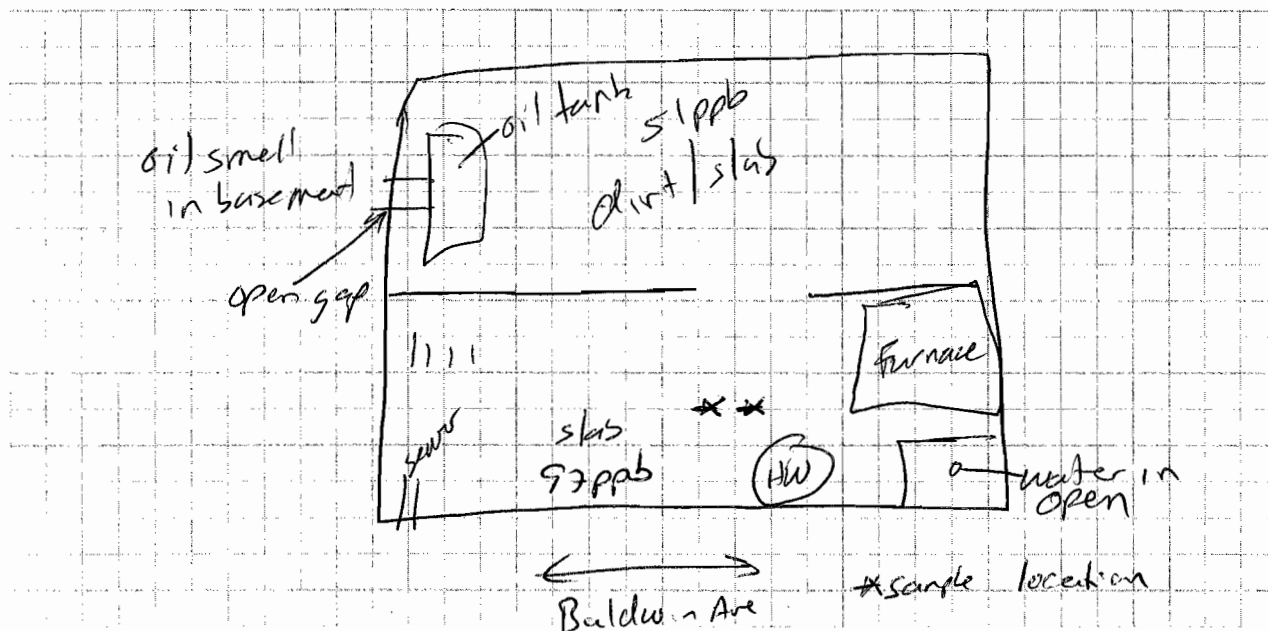 oil tank
51ppb
dirt/slab
oil smell
in basement
open gap
Furnace
sewer
slab
97ppb
HW
water in
open
*sample location
Baldwin Ave